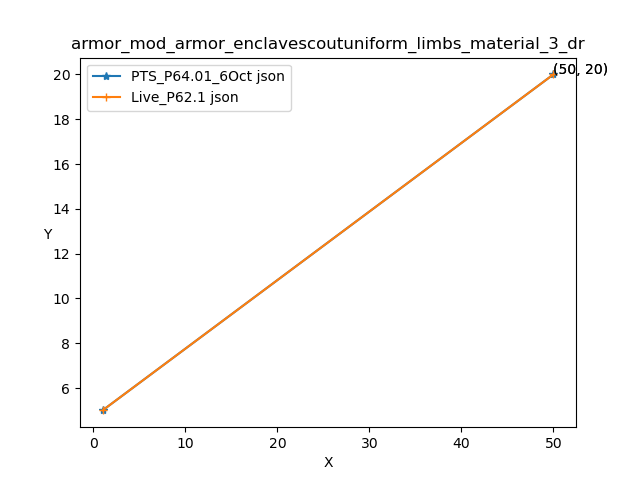 armor_mod_armor_enclavescoutuniform_limbs_material_3_dr
PTS_P64.01_6Oct json
Live_P62.1 json
(50, 20)
20
18
16
14
12
10
8
6
Y
0 10 20 30 40 50
X